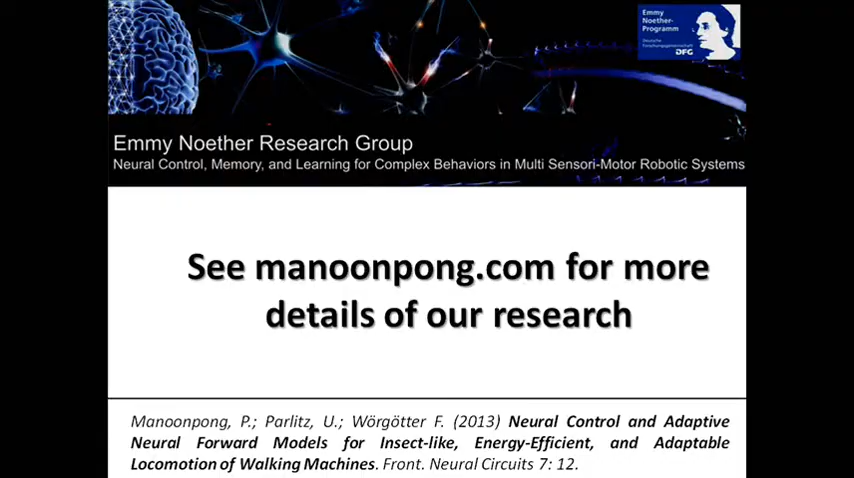 Emmy
Noether-
Programm
Deutsche
Forschungsgemeinschaft
DFG
Emmy Noether Research Group
Neural Control, Memory, and Learning for Complex Behaviors in Multi Sensori-Motor Robotic Systems
See manoonpong.com for more
details of our research
Manoonpong, P.; Parlitz, U.; Wörgötter F. (2013) Neural Control and Adaptive
Neural Forward Models for Insect-like, Energy-Efficient, and Adaptable
Locomotion of Walking Machines. Front. Neural Circuits 7: 12.